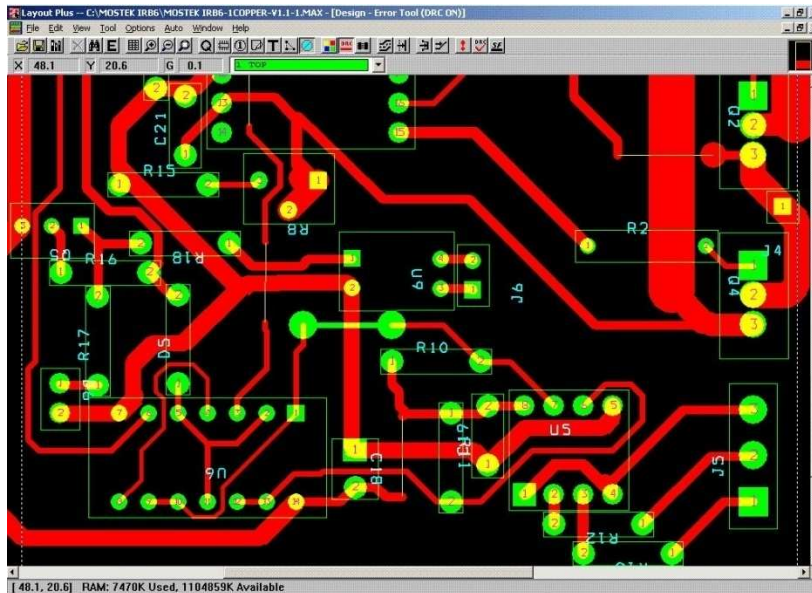 Layout Plus -- C:\MOSTEK IRB6\MOSTEK IRB6-1COPPER-V1.1-1.MAX - [Design - Error Tool (DRC ON)]
File Edit View Tool Options Auto Window Help
X 48.1 Y 20.6 G 0.1 1 TOP
C21
Q2
R15
R8
R2
J4
Q5
R16
R18
U9
J6
Q4
R17
D5
R10
U5
U6
C18
J5
R12
[ 48.1, 20.6] RAM: 7470K Used, 1104859K Available